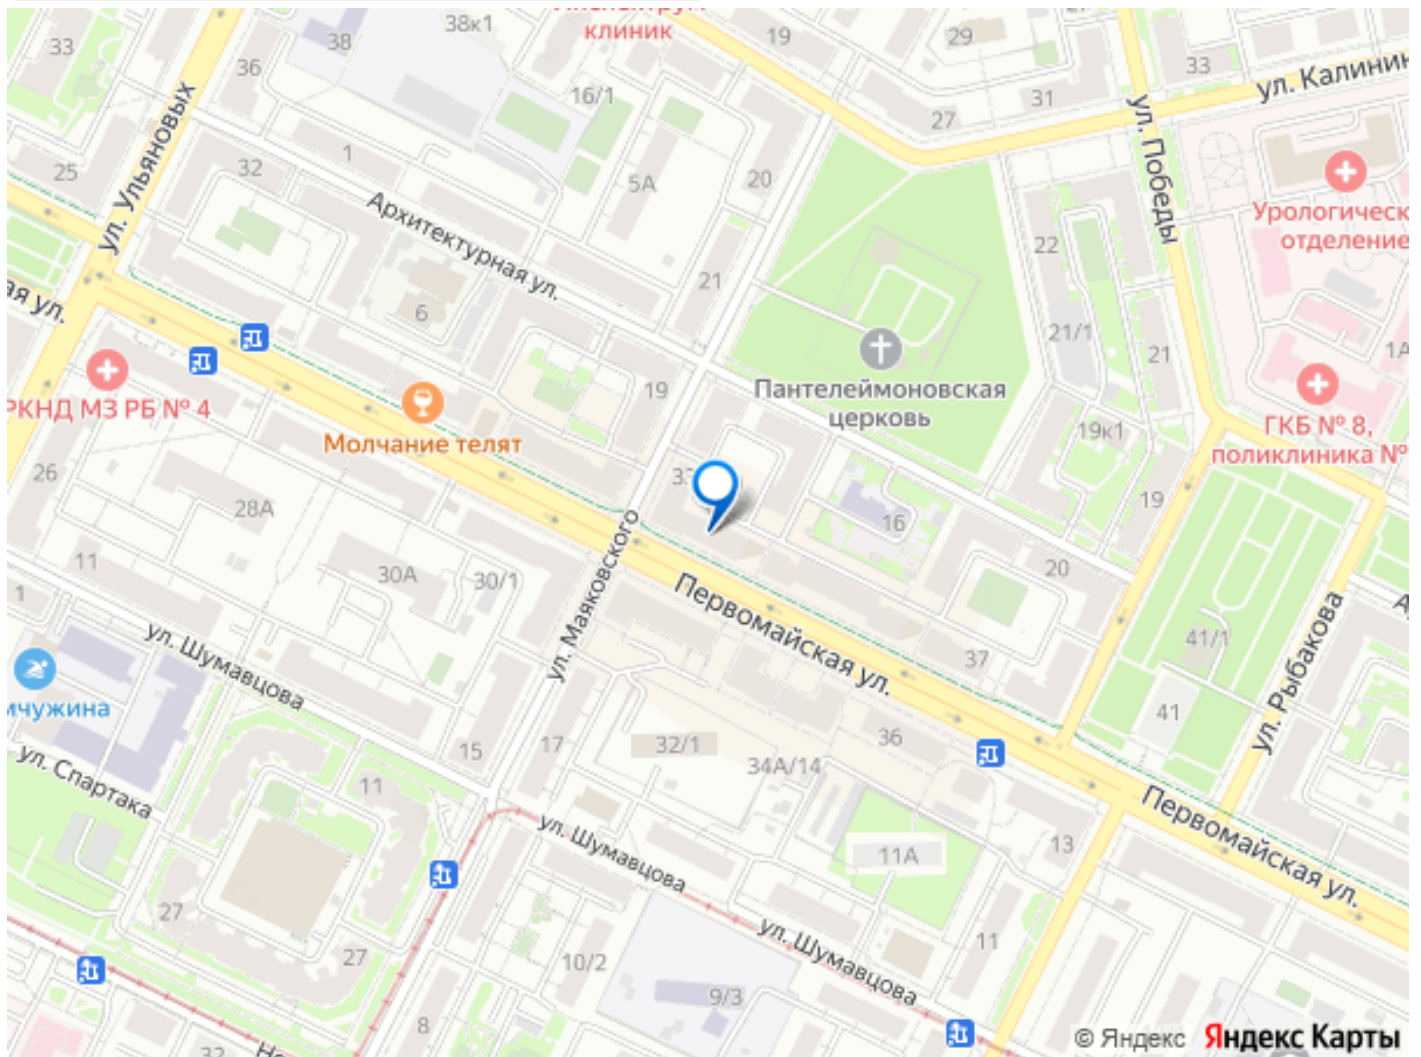 клиник
38к1
38
33
36
19
29
33
ул. Калинин
31
27
16/1
ул. Ульяновых
ул. Победы
1
32
25
5А
20
Архитектурная ул.
Урологическ
отделение
22
21
6
21/1
21
1А
ая ул.
Пантелеймоновская
церковь
19
РКНД МЗ РБ № 4
Молчание телят
ГКБ № 8,
поликлиника №
19к1
26
28А
19
16
ул. Маяковского
11
30А
30/1
20
1
Первомайская ул.
ул. Шумавцова
41/1
37
ул. Рыбакова
мчужина
41
15
17
32/1
36
34А/14
ул. Спартака
11
Первомайская ул.
ул. Шумавцова
13
11А
27
27
11
ул. Шумавцова
10/2
9/3
8
32
© Яндекс Яндекс Карты